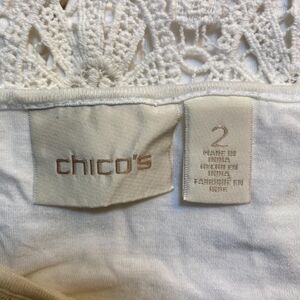 chico's
2
MADE IN
INDIA
HECHO EN
INDIA
FABRIQUE EN
INDE